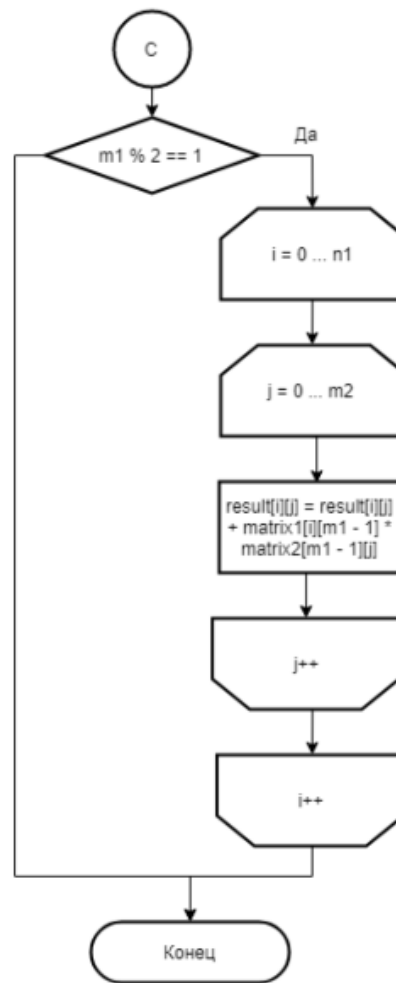 C
m1 % 2 == 1
Да
i = 0 ... n1
j = 0 ... m2
result[i][j] = result[i][j]
+ matrix1[i][m1 - 1] *
matrix2[m1 - 1][j]
j++
i++
Конец